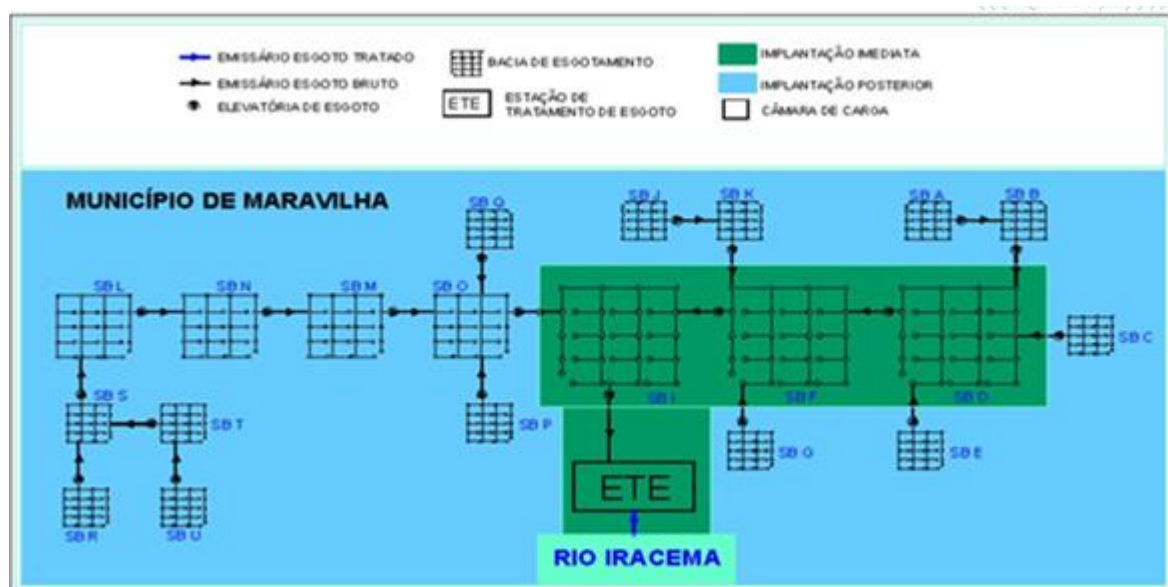 EMISSÁRIO ESGOTO TRATADO
EMISSÁRIO ESGOTO BRUTO
ELEVATÓRIA DE ESGOTO
BACIA DE ESGOTAMENTO
ETE
ESTAÇÃO DE
TRATAMENTO DE ESGOTO
IMPLANTAÇÃO IMEDIATA
IMPLANTAÇÃO POSTERIOR
CÂMARA DE CARGA
MUNICÍPIO DE MARAVILHA
SB Q
SB J
SB K
SB A
SB B
SB L
SB N
SB M
SB O
SB C
SB I
SB F
SB D
SB S
SB T
SB P
SB G
SB E
SB R
SB U
ETE
RIO IRACEMA